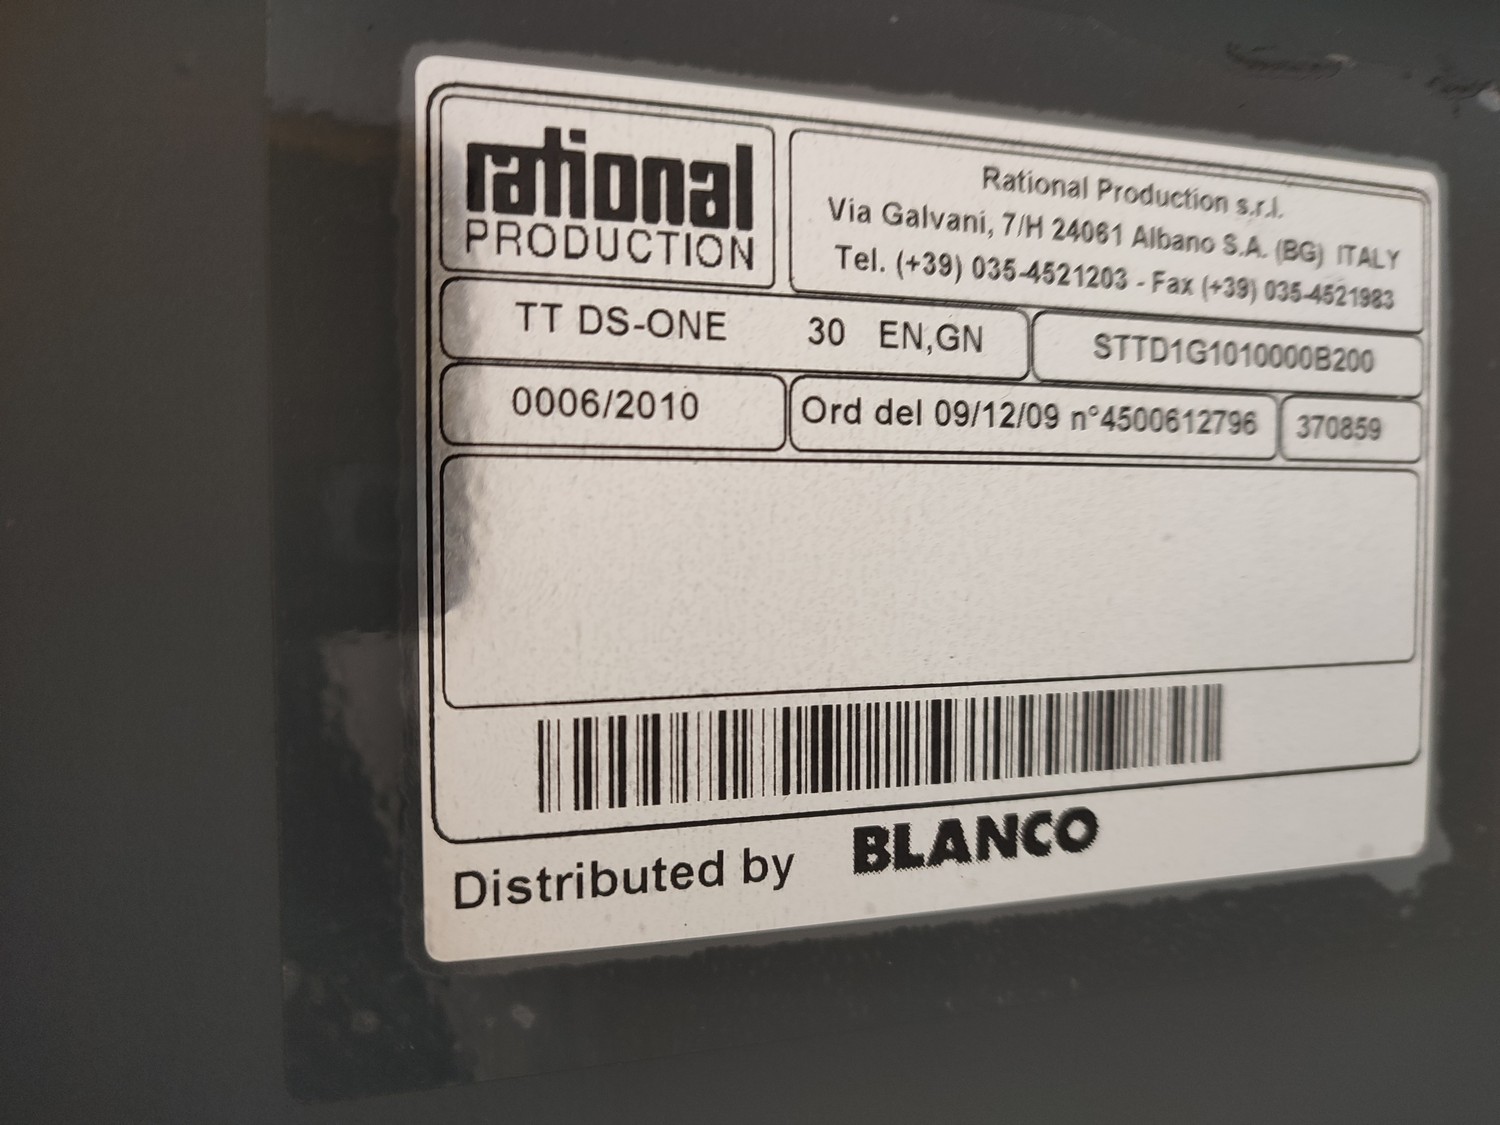 rational
PRODUCTION
Rational Production s.r.l.
Via Galvani, 7/H 24061 Albano S.A. (BG) ITALY
Tel. (+39) 035-4521203 - Fax (+39) 035-4521983
TT DS-ONE 30 EN,GN
STTD1G1010000B200
0006/2010
Ord del 09/12/09 n°4500612796
370859
Distributed by BLANCO